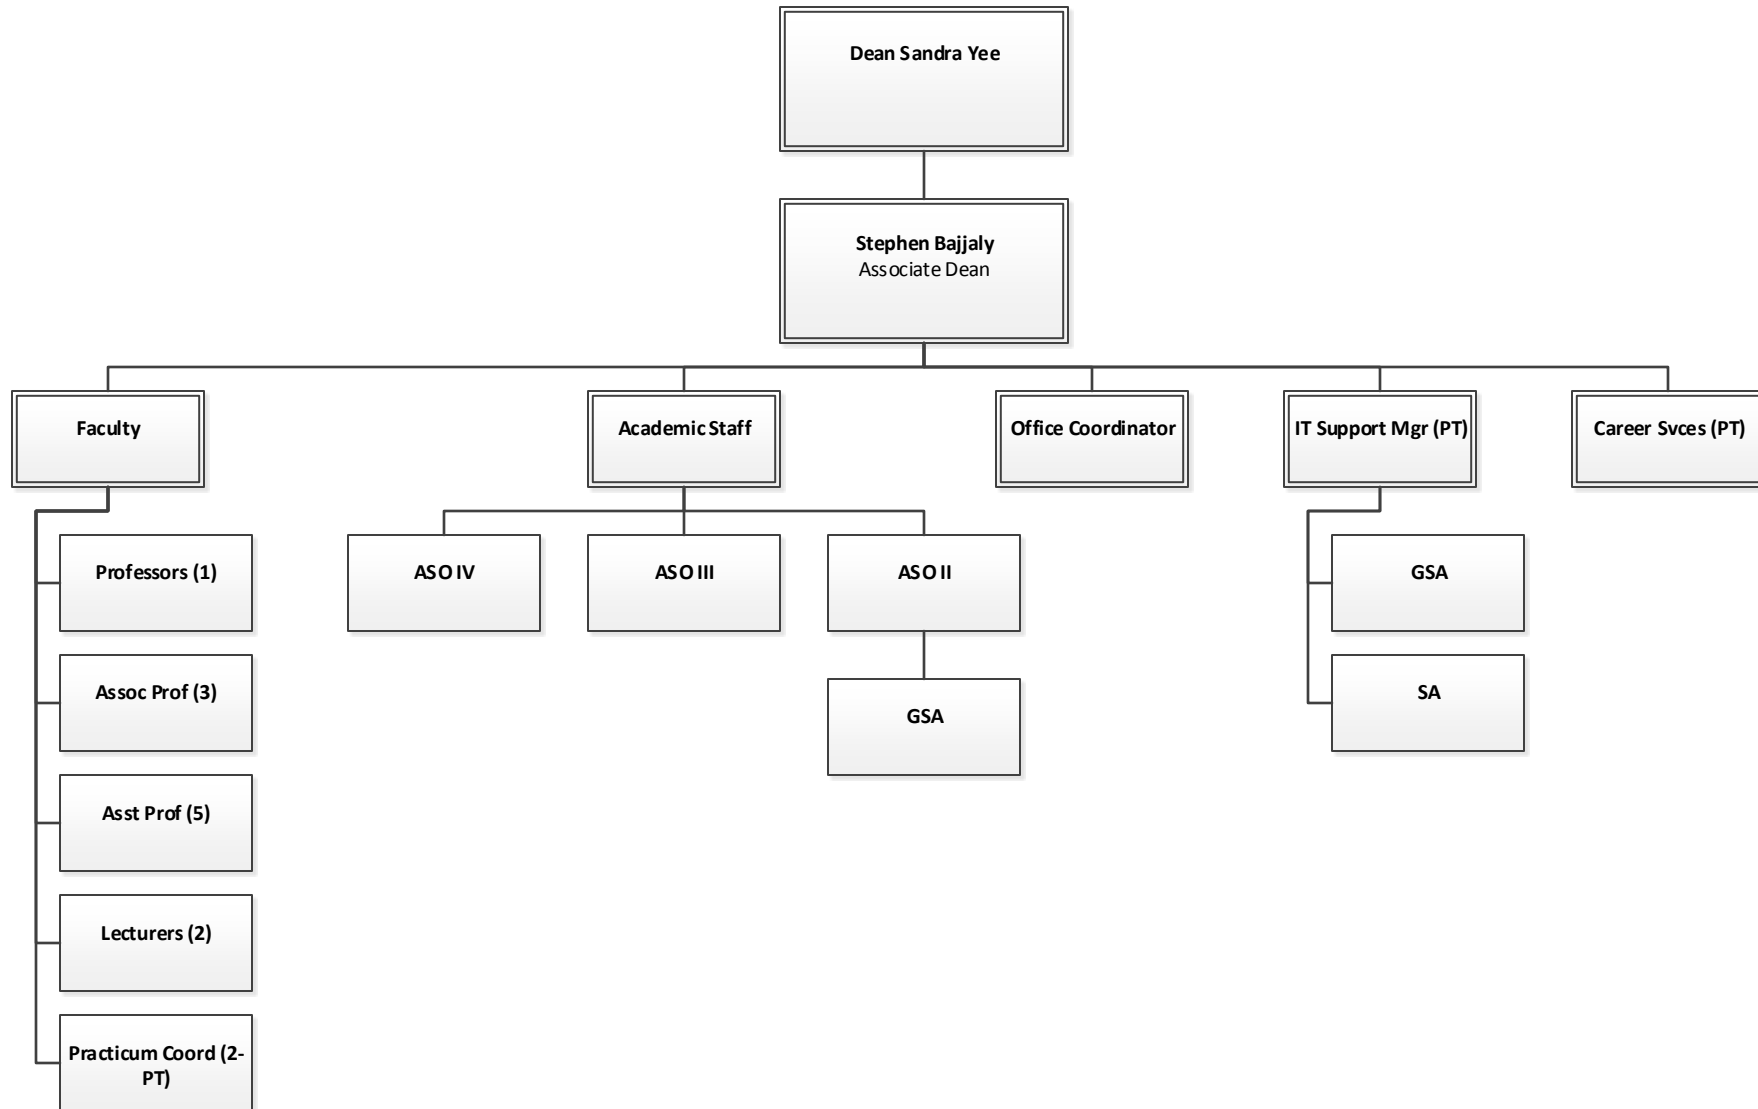 Dean Sandra Yee
Stephen Bajjaly
Associate Dean
Faculty
Academic Staff
Office Coordinator
IT Support Mgr (PT)
Career Svces (PT)
Professors (1)
ASO IV
ASO III
ASO II
GSA
Assoc Prof (3)
GSA
SA
Asst Prof (5)
Lecturers (2)
Practicum Coord (2-
PT)